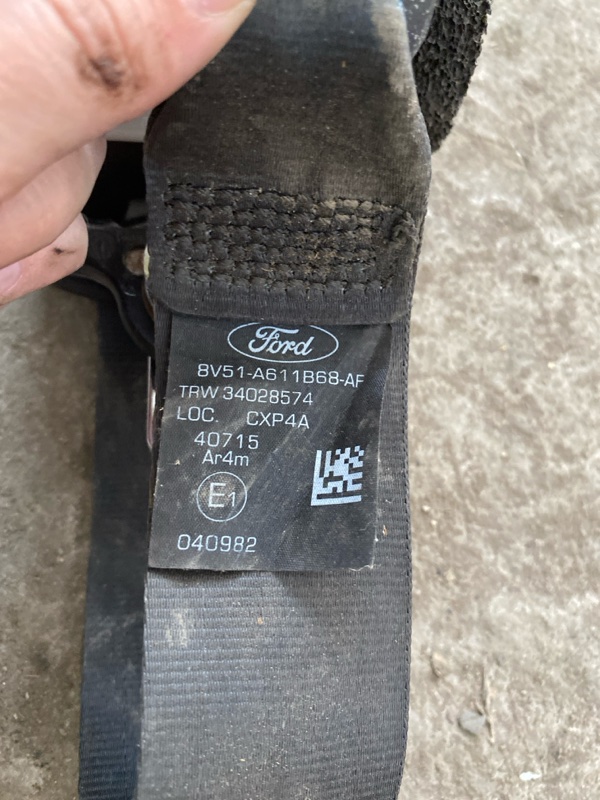 Ford
8V51-A611B68-AF
TRW 34028574
LOC. CXP4A
40715
Ar4m
E1
040982